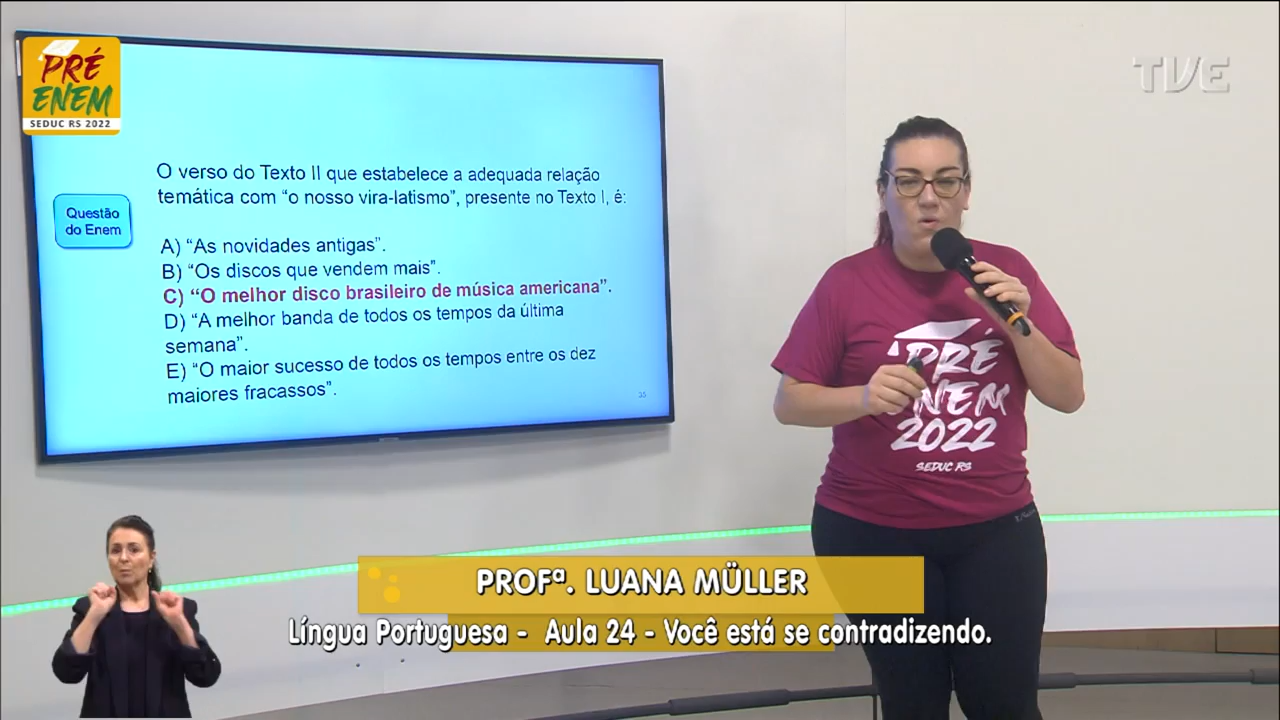 PRÉ
ENEM
SEDUC RS 2022
TVE
O verso do Texto II que estabelece a adequada relação
temática com “o nosso vira-latismo”, presente no Texto I, é:
Questão
do Enem
A) “As novidades antigas”.
B) “Os discos que vendem mais”.
C) “O melhor disco brasileiro de música americana”.
D) “A melhor banda de todos os tempos da última
semana”.
E) “O maior sucesso de todos os tempos entre os dez
maiores fracassos”.
35
PRÉ
ENEM
2022
SEDUC RS
PROFª. LUANA MÜLLER
Língua Portuguesa - Aula 24 - Você está se contradizendo.